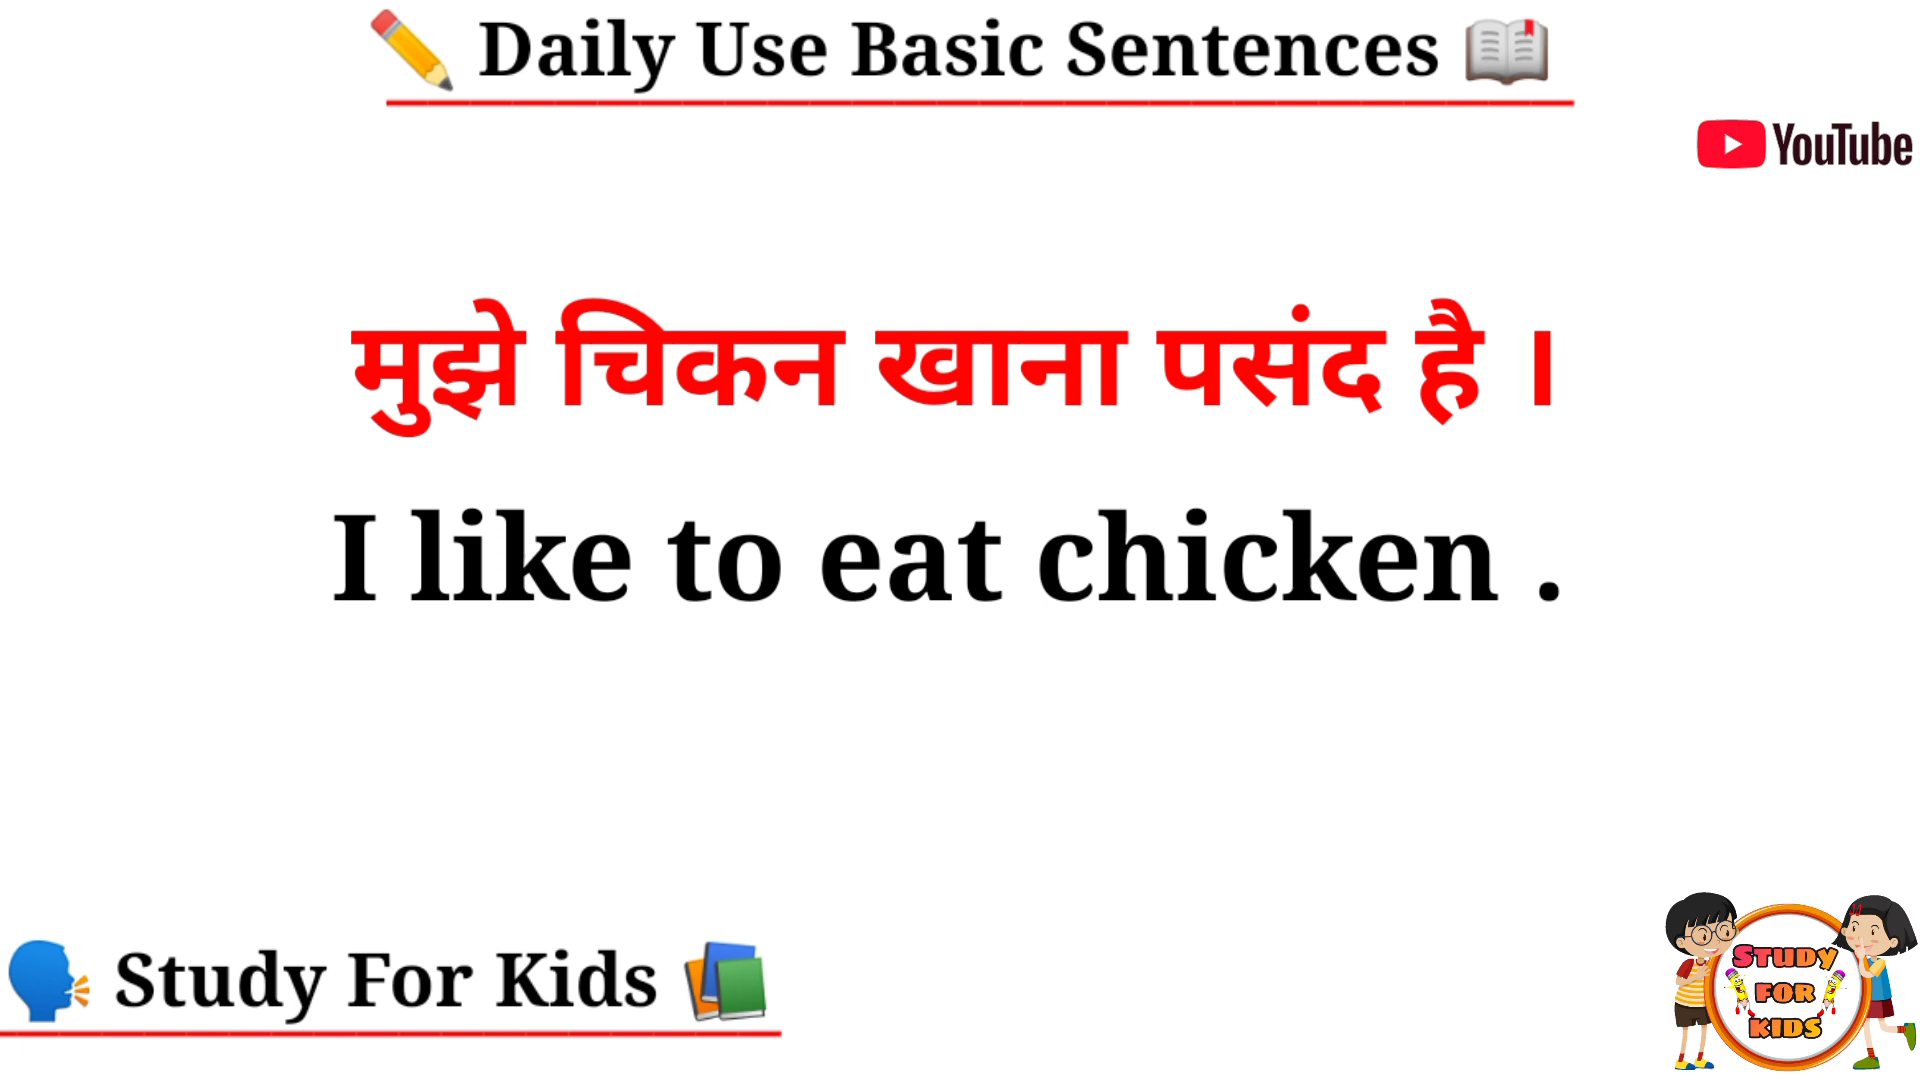 ✏️ Daily Use Basic Sentences 📖
YouTube
मुझे चिकन खाना पसंद है ।
I like to eat chicken .
🗣️ Study For Kids 📚
STUDY
FOR
KIDS